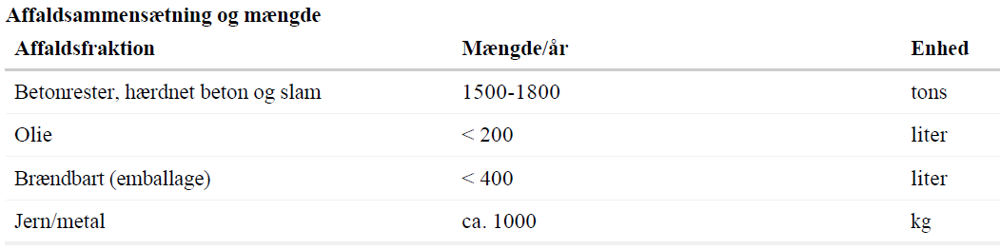 Affaldsammensætning og mængde
Affaldsfraktion Mængde/år Enhed
Betonrester, hærdnet beton og slam 1500-1800 tons
Olie < 200 liter
Brændbart (emballage) < 400 liter
Jern/metal ca. 1000 kg